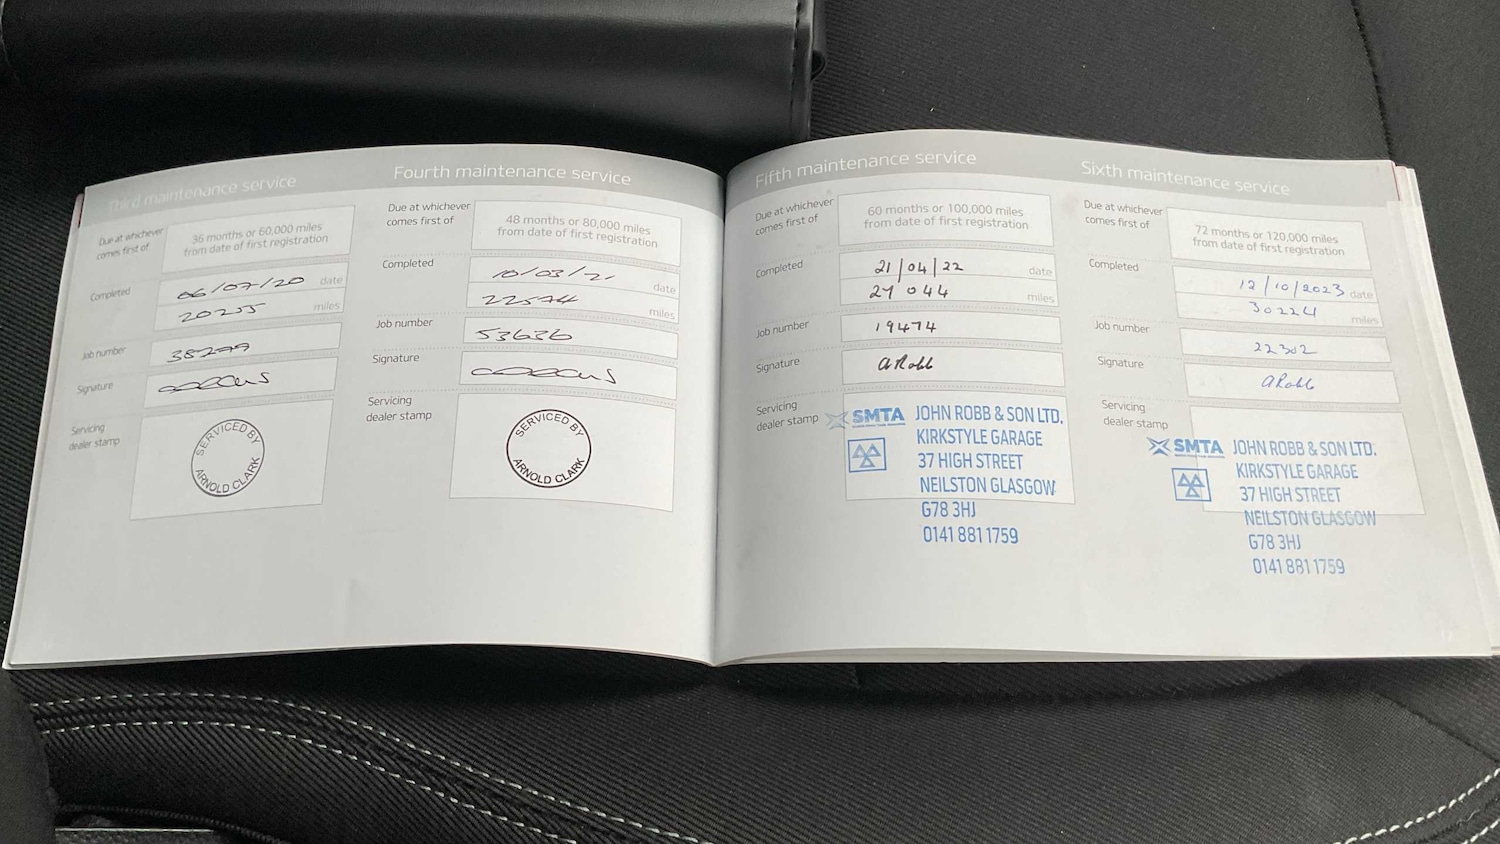 Third maintenance service
Due at whichever
comes first of
36 months or 60,000 miles
from date of first registration
Completed
06/07/20 date
20255 miles
Job number
38299
Signature
Servicing
dealer stamp
SERVICED BY
ARNOLD CLARK
Fourth maintenance service
Due at whichever
comes first of
48 months or 80,000 miles
from date of first registration
Completed
10/03/21 date
22574 miles
Job number
53636
Signature
Servicing
dealer stamp
SERVICED BY
ARNOLD CLARK
Fifth maintenance service
Due at whichever
comes first of
60 months or 100,000 miles
from date of first registration
Completed
21/04/22 date
27044 miles
Job number
19474
Signature
a Robb
Servicing
dealer stamp
SMTA
JOHN ROBB & SON LTD.
KIRKSTYLE GARAGE
37 HIGH STREET
NEILSTON GLASGOW
G78 3HJ
0141 881 1759
Sixth maintenance service
Due at whichever
comes first of
72 months or 120,000 miles
from date of first registration
Completed
12/10/2023 date
30224 miles
Job number
22302
Signature
a Robb
Servicing
dealer stamp
SMTA
JOHN ROBB & SON LTD.
KIRKSTYLE GARAGE
37 HIGH STREET
NEILSTON GLASGOW
G78 3HJ
0141 881 1759